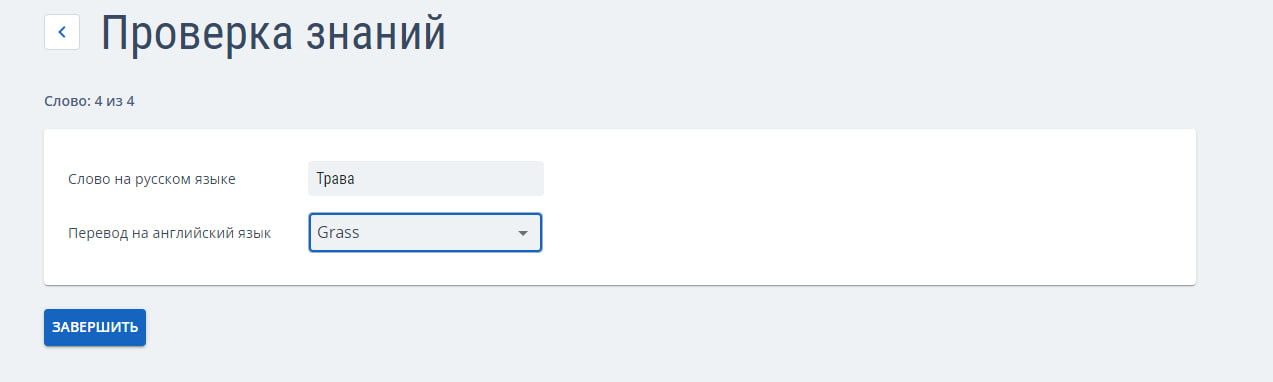 Проверка знаний
Слово: 4 из 4
Слово на русском языке
Трава
Перевод на английский язык
Grass
ЗАВЕРШИТЬ